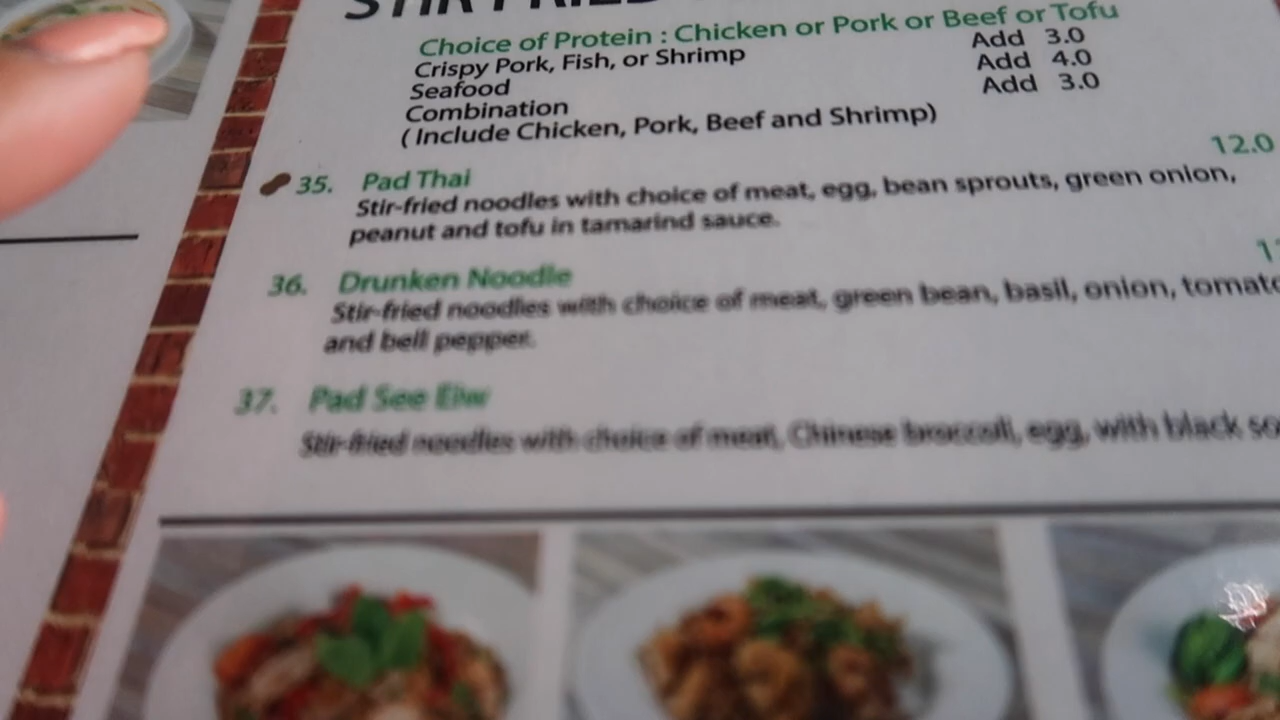 STIR FRIED
Choice of Protein : Chicken or Pork or Beef or Tofu
Crispy Pork, Fish, or Shrimp Add 3.0
Seafood Add 4.0
Combination Add 3.0
( Include Chicken, Pork, Beef and Shrimp)
35. Pad Thai 12.0
Stir-fried noodles with choice of meat, egg, bean sprouts, green onion,
peanut and tofu in tamarind sauce.
36. Drunken Noodle
Stir-fried noodles with choice of meat, green bean, basil, onion,
and bell pepper.
37. Pad See Eiw
Stir-fried noodles with choice of meat, Chinese broccoli, egg, with black